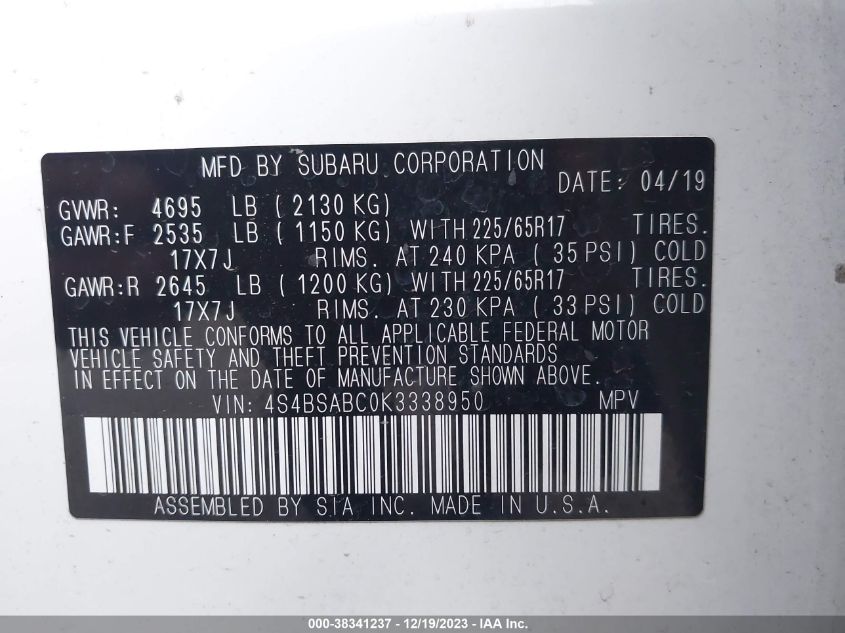 MFD BY SUBARU CORPORATION
DATE: 04/19
GVWR: 4695 LB ( 2130 KG)
GAWR:F 2535 LB ( 1150 KG) WITH 225/65R17 TIRES.
17X7J RIMS. AT 240 KPA ( 35 PSI) COLD
GAWR:R 2645 LB ( 1200 KG) WITH 225/65R17 TIRES.
17X7J RIMS. AT 230 KPA ( 33 PSI) COLD
THIS VEHICLE CONFORMS TO ALL APPLICABLE FEDERAL MOTOR
VEHICLE SAFETY AND THEFT PREVENTION STANDARDS
IN EFFECT ON THE DATE OF MANUFACTURE SHOWN ABOVE.
VIN: 4S4BSABC0K3338950 MPV
ASSEMBLED BY SIA INC. MADE IN U.S.A.
000-38341237 - 12/19/2023 - IAA Inc.